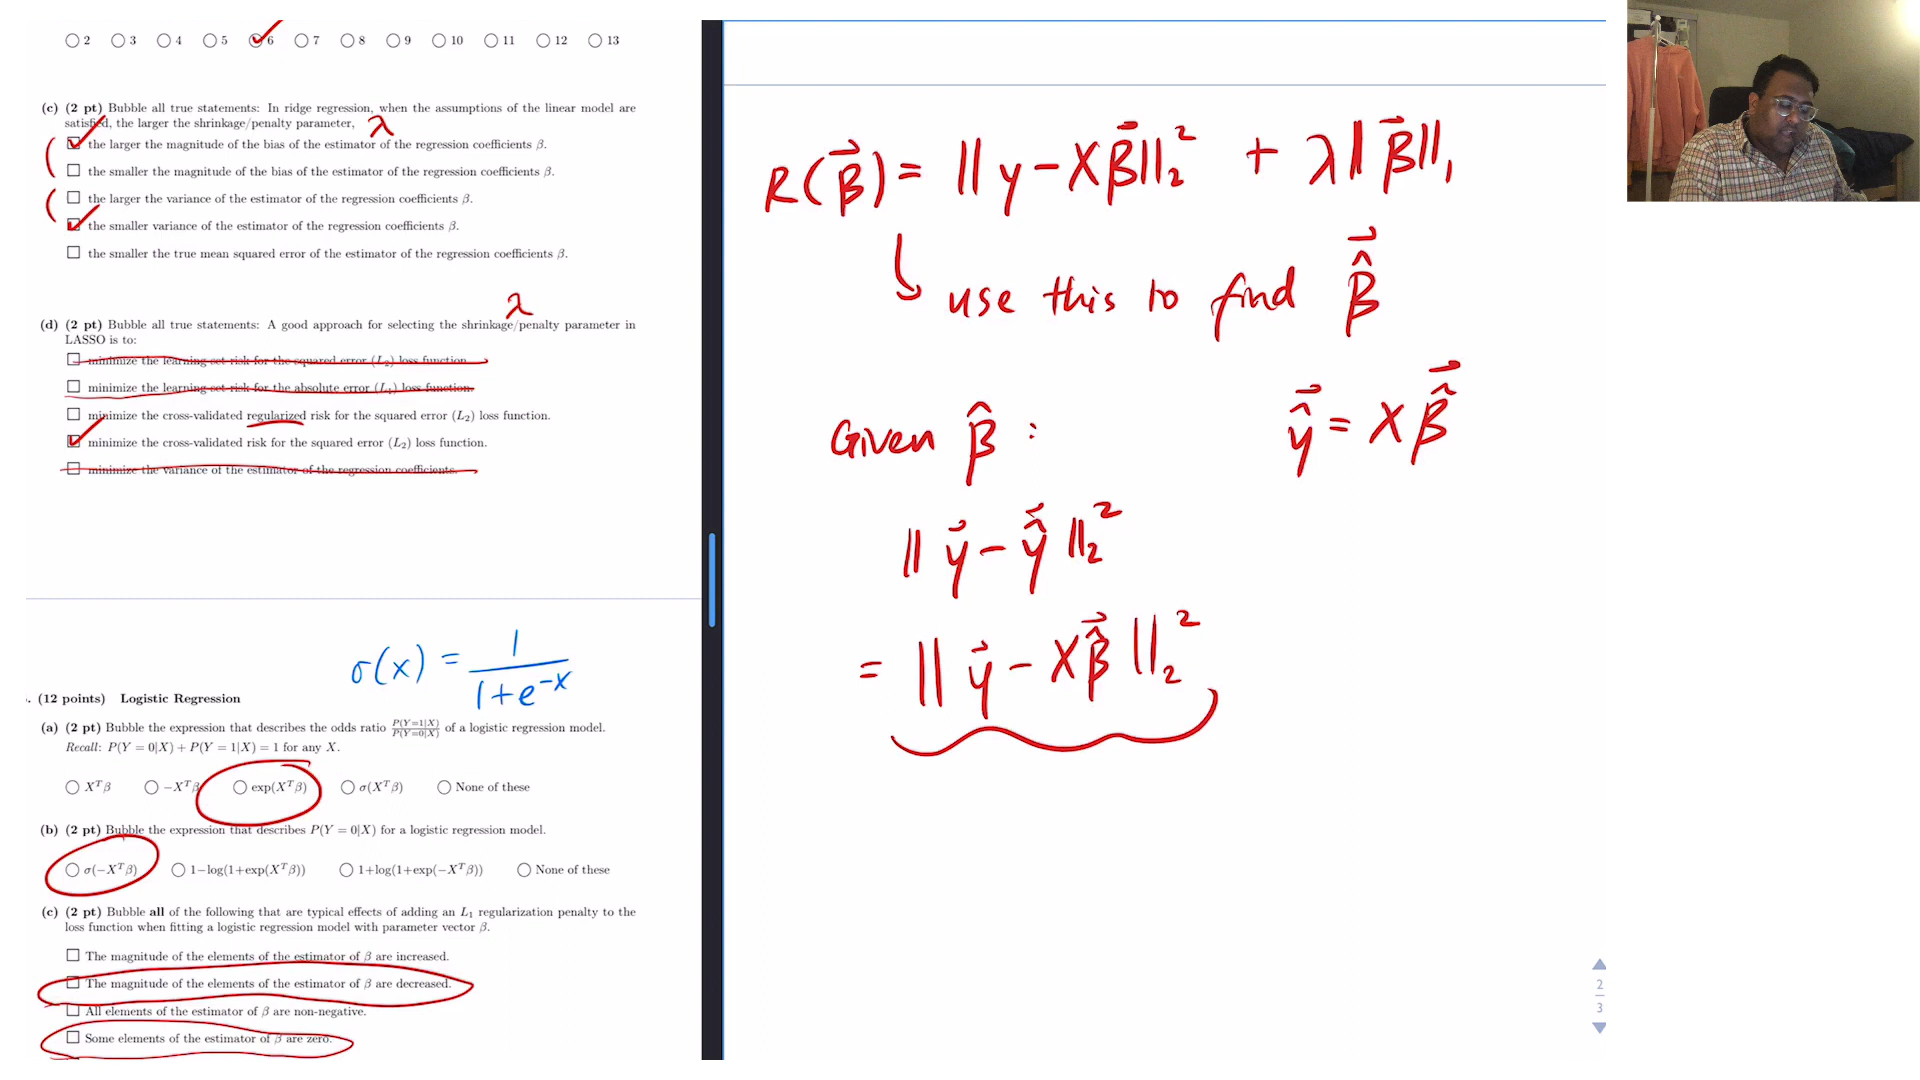 2 3 4 5 6 7 8 9 10 11 12 13
(c) (2 pt) Bubble all true statements: In ridge regression, when the assumptions of the linear model are
satisfied, the larger the shrinkage/penalty parameter, λ
the larger the magnitude of the bias of the estimator of the regression coefficients β.
the smaller the magnitude of the bias of the estimator of the regression coefficients β.
the larger the variance of the estimator of the regression coefficients β.
the smaller variance of the estimator of the regression coefficients β.
the smaller the true mean squared error of the estimator of the regression coefficients β.
λ
(d) (2 pt) Bubble all true statements: A good approach for selecting the shrinkage/penalty parameter in
LASSO is to:
minimize the learning set risk for the squared error (L₂) loss function.
minimize the learning set risk for the absolute error (L₁) loss function.
minimize the cross-validated regularized risk for the squared error (L₂) loss function.
minimize the cross-validated risk for the squared error (L₂) loss function.
minimize the variance of the estimator of the regression coefficients.
σ(x) = 1/(1+e^-x)
. (12 points) Logistic Regression
(a) (2 pt) Bubble the expression that describes the odds ratio P(Y=1|X)/P(Y=0|X) of a logistic regression model.
Recall: P(Y = 0|X) + P(Y = 1|X) = 1 for any X.
Xᵀβ −Xᵀβ exp(Xᵀβ) σ(Xᵀβ) None of these
(b) (2 pt) Bubble the expression that describes P(Y = 0|X) for a logistic regression model.
σ(−Xᵀβ) 1−log(1+exp(Xᵀβ)) 1+log(1+exp(−Xᵀβ)) None of these
(c) (2 pt) Bubble all of the following that are typical effects of adding an L₁ regularization penalty to the
loss function when fitting a logistic regression model with parameter vector β.
The magnitude of the elements of the estimator of β are increased.
The magnitude of the elements of the estimator of β are decreased.
All elements of the estimator of β are non-negative.
Some elements of the estimator of β are zero.
R(β⃗) = ||y − Xβ⃗||₂² + λ||β⃗||₁
use this to find β̂⃗
Given β̂ :
ŷ⃗ = Xβ̂⃗
||y⃗ − ŷ⃗||₂²
= ||y⃗ − Xβ̂⃗||₂²
2
3